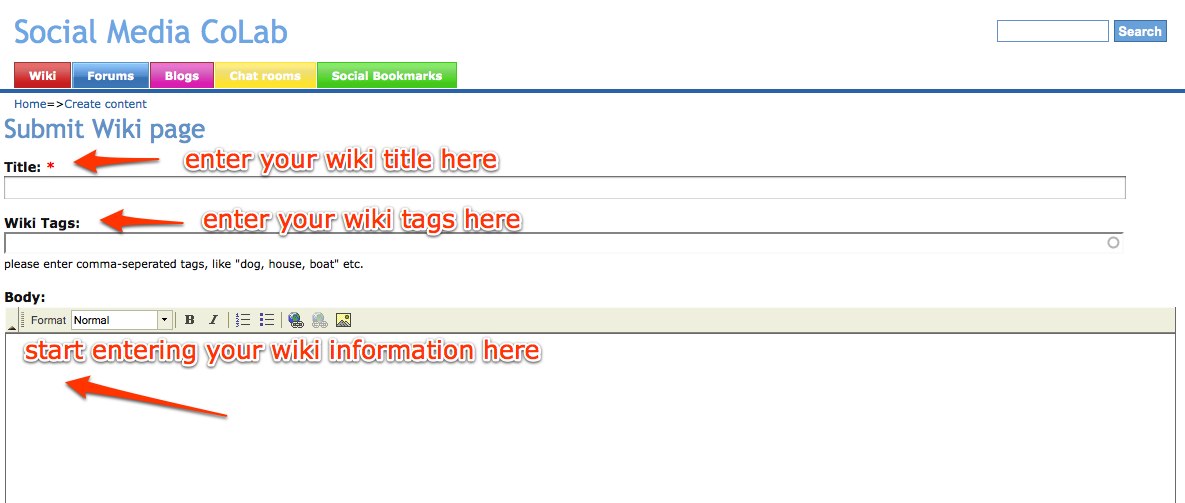 Social Media CoLab
Search
Wiki Forums Blogs Chat rooms Social Bookmarks
Home=>Create content
Submit Wiki page
Title: * enter your wiki title here
Wiki Tags: enter your wiki tags here
please enter comma-seperated tags, like "dog, house, boat" etc.
Body:
Format Normal B I
start entering your wiki information here